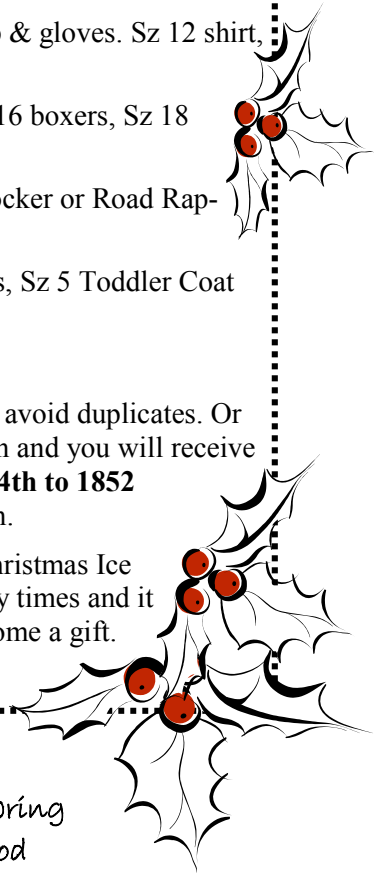 & gloves. Sz 12 shirt,
16 boxers, Sz 18
ocker or Road Rap-
s, Sz 5 Toddler Coat
avoid duplicates. Or
and you will receive
4th to 1852
hristmas Ice
y times and it
ome a gift.
ring
od